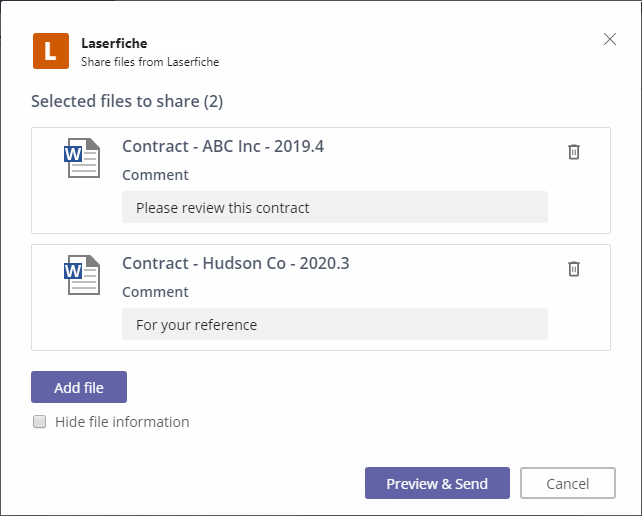 L
Laserfiche
Share files from Laserfiche
Selected files to share (2)
W
Contract - ABC Inc - 2019.4
Comment
Please review this contract
W
Contract - Hudson Co - 2020.3
Comment
For your reference
Add file
Hide file information
Preview & Send
Cancel